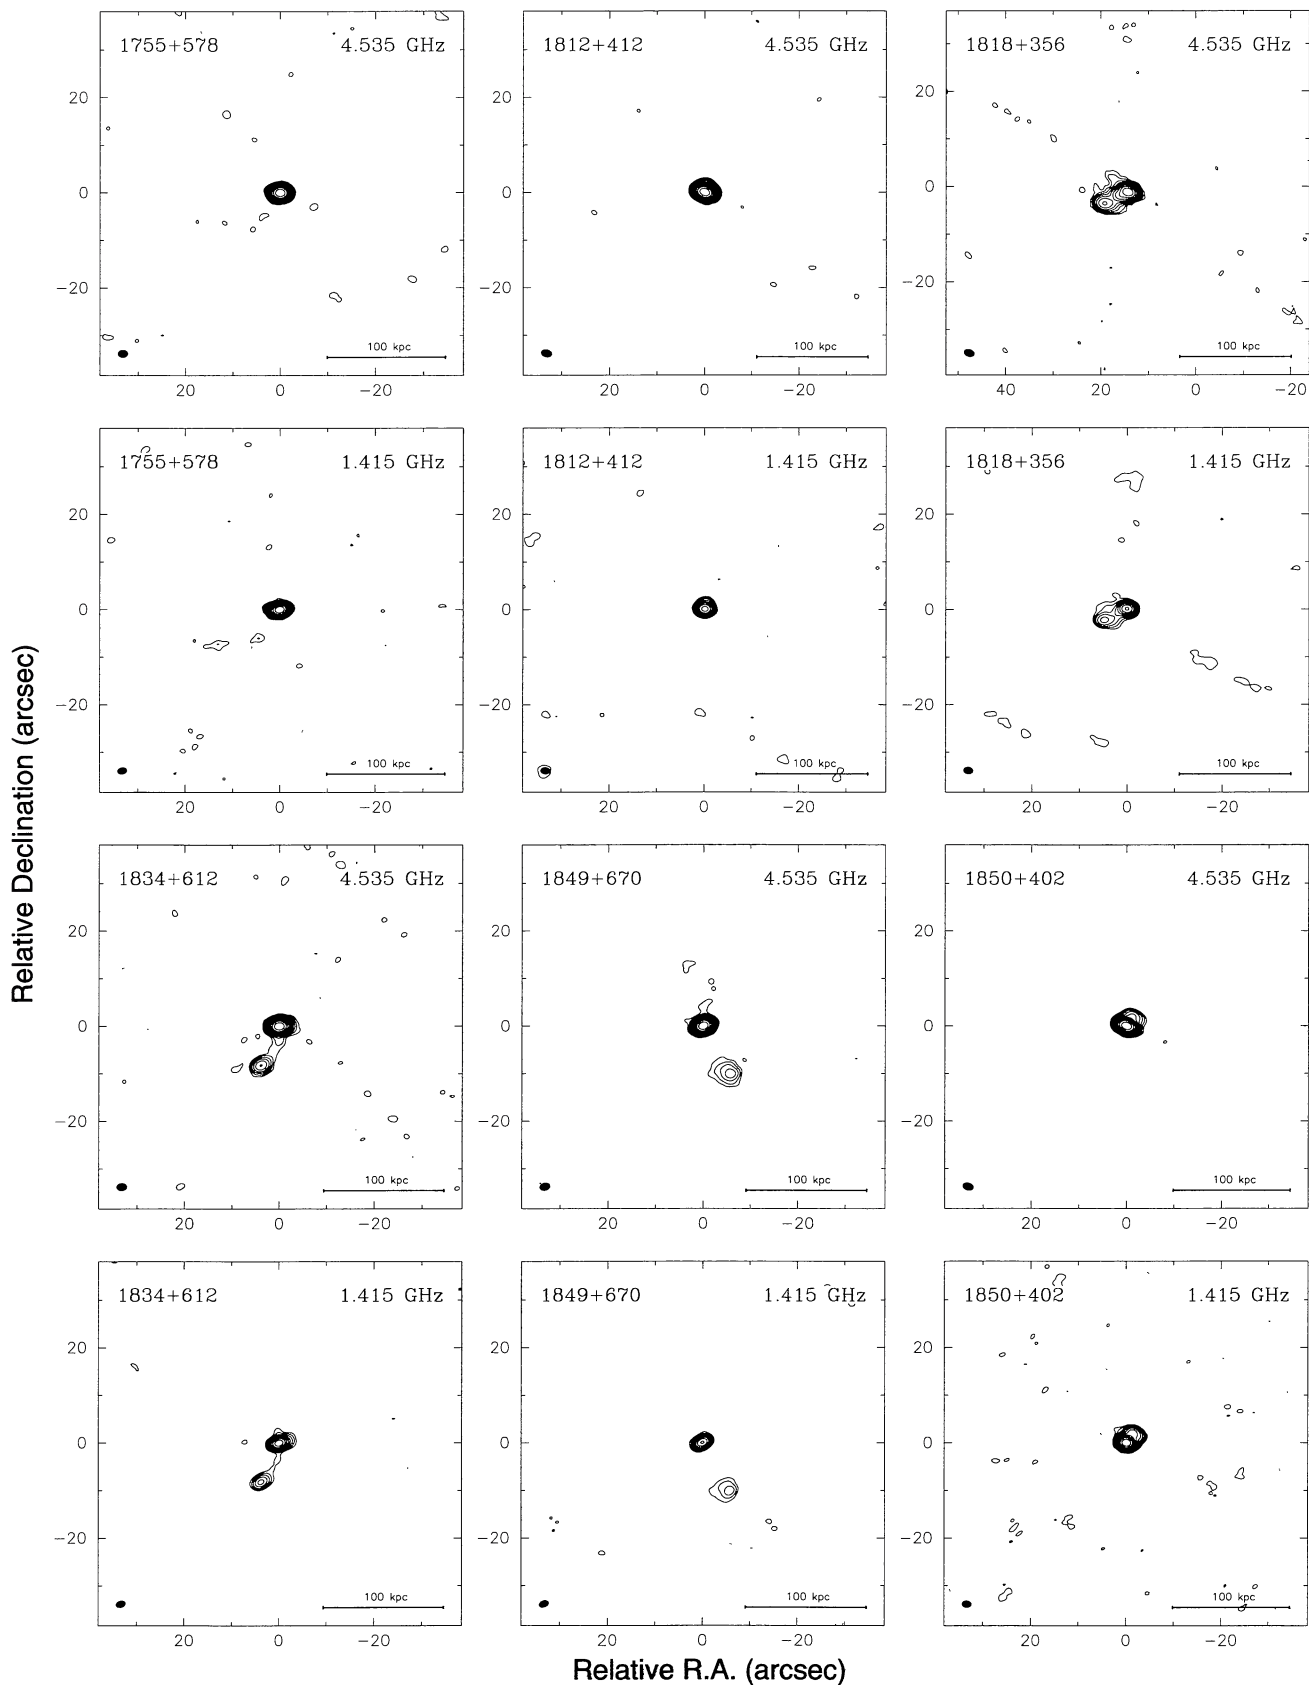 1755+578 4.535 GHz 1812+412 4.535 GHz 1818+356 4.535 GHz
20 20 20
0 0 0
−20 −20 −20
100 kpc 100 kpc 100 kpc
20 0 −20 20 0 −20 40 20 0 −20
1755+578 1.415 GHz 1812+412 1.415 GHz 1818+356 1.415 GHz
20 20 20
0 0 0
−20 −20 −20
100 kpc 100 kpc 100 kpc
20 0 −20 20 0 −20 20 0 −20
Relative Declination (arcsec)
1834+612 4.535 GHz 1849+670 4.535 GHz 1850+402 4.535 GHz
20 20 20
0 0 0
−20 −20 −20
100 kpc 100 kpc 100 kpc
20 0 −20 20 0 −20 20 0 −20
1834+612 1.415 GHz 1849+670 1.415 GHz 1850+402 1.415 GHz
20 20 20
0 0 0
−20 −20 −20
100 kpc 100 kpc 100 kpc
20 0 −20 20 0 −20 20 0 −20
Relative R.A. (arcsec)